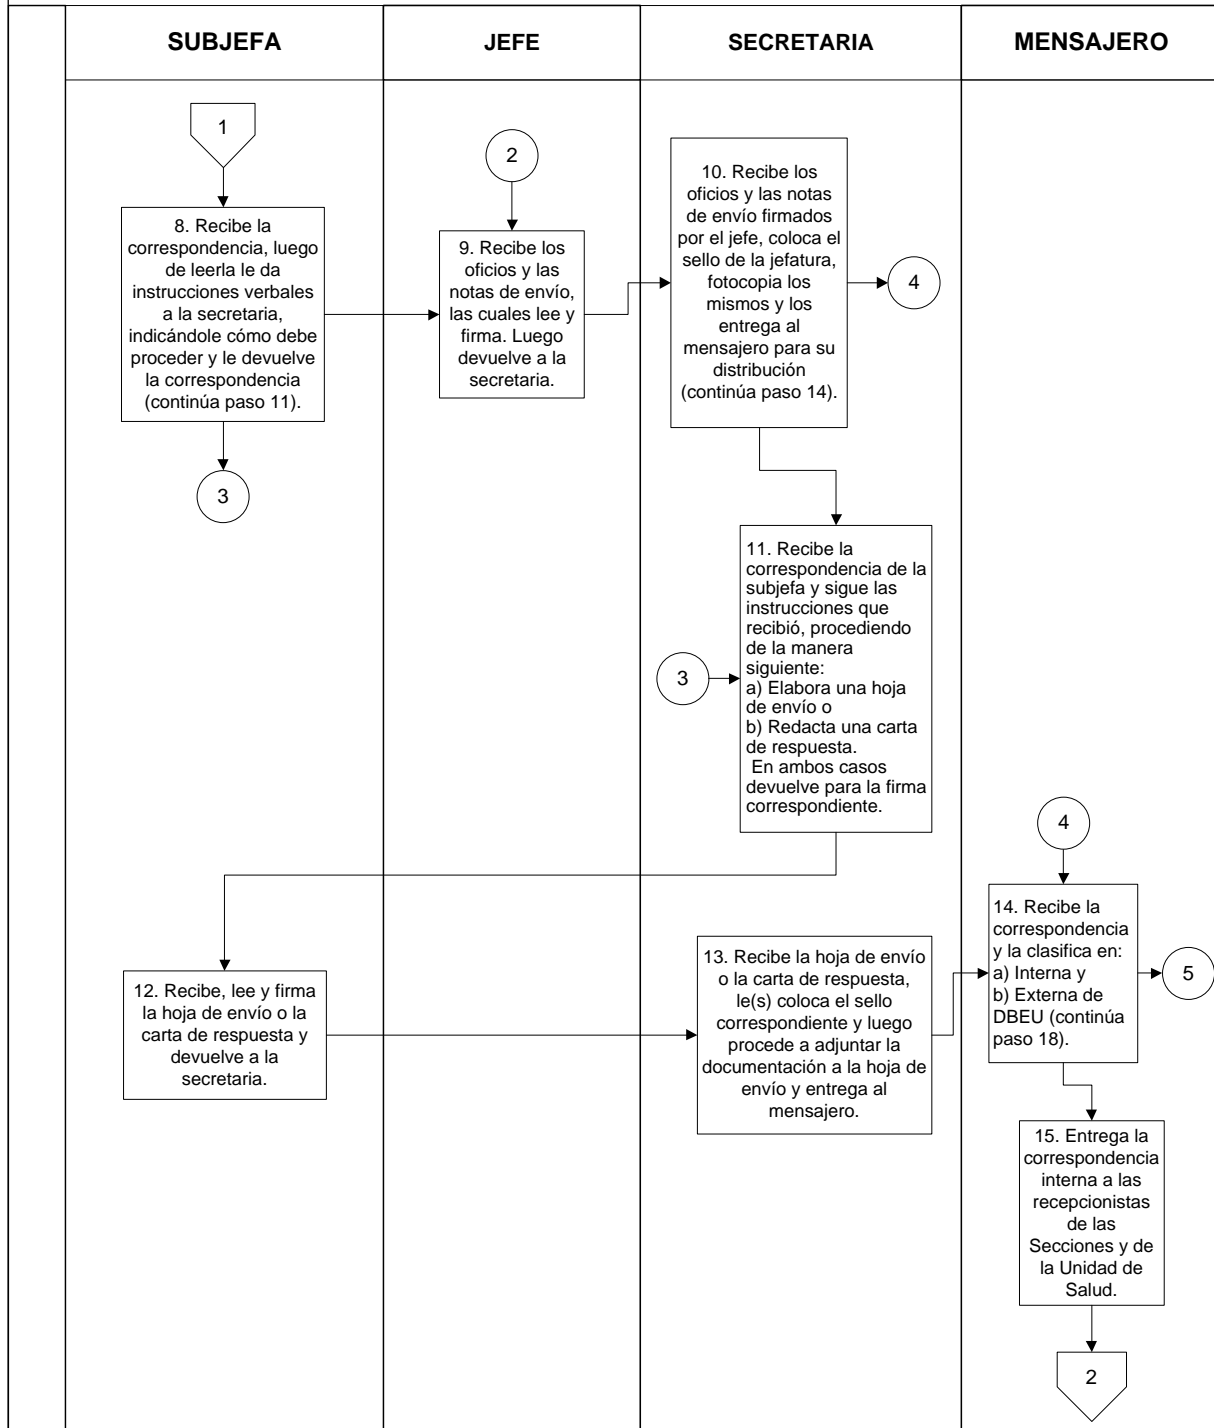 SUBJEFA
JEFE
SECRETARIA
MENSAJERO
1
8. Recibe la
correspondencia, luego
de leerla le da
instrucciones verbales
a la secretaria,
indicándole cómo debe
proceder y le devuelve
la correspondencia
(continúa paso 11).
3
2
9. Recibe los
oficios y las
notas de envío,
las cuales lee y
firma. Luego
devuelve a la
secretaria.
10. Recibe los
oficios y las notas
de envío firmados
por el jefe, coloca el
sello de la jefatura,
fotocopia los
mismos y los
entrega al
mensajero para su
distribución
(continúa paso 14).
4
3
11. Recibe la
correspondencia de la
subjefa y sigue las
instrucciones que
recibió, procediendo
de la manera
siguiente:
a) Elabora una hoja
de envío o
b) Redacta una carta
de respuesta.
En ambos casos
devuelve para la firma
correspondiente.
12. Recibe, lee y firma
la hoja de envío o la
carta de respuesta y
devuelve a la
secretaria.
13. Recibe la hoja de envío
o la carta de respuesta,
le(s) coloca el sello
correspondiente y luego
procede a adjuntar la
documentación a la hoja de
envío y entrega al
mensajero.
4
14. Recibe la
correspondencia
y la clasifica en:
a) Interna y
b) Externa de
DBEU (continúa
paso 18).
5
15. Entrega la
correspondencia
interna a las
recepcionistas
de las
Secciones y de
la Unidad de
Salud.
2